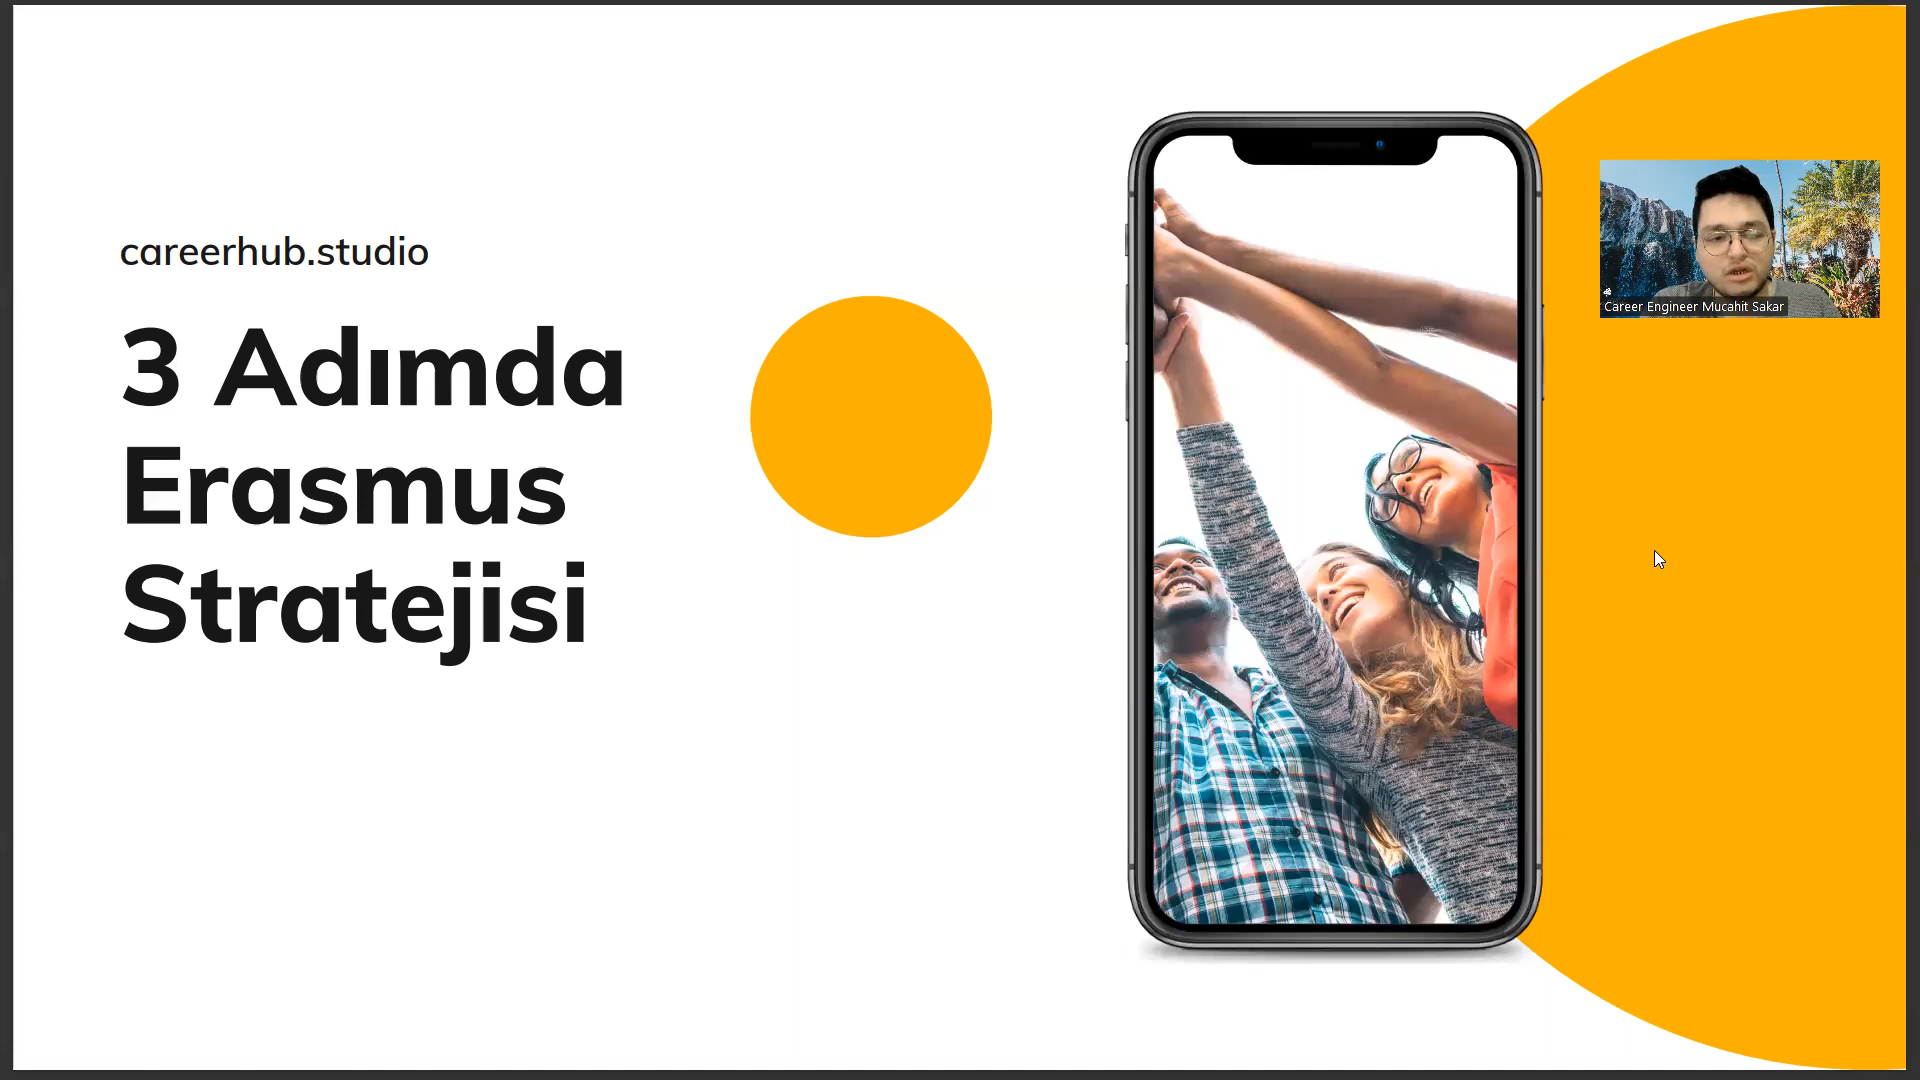 careerhub.studio
3 Adımda
Erasmus
Stratejisi
Career Engineer Mucahit Sakar